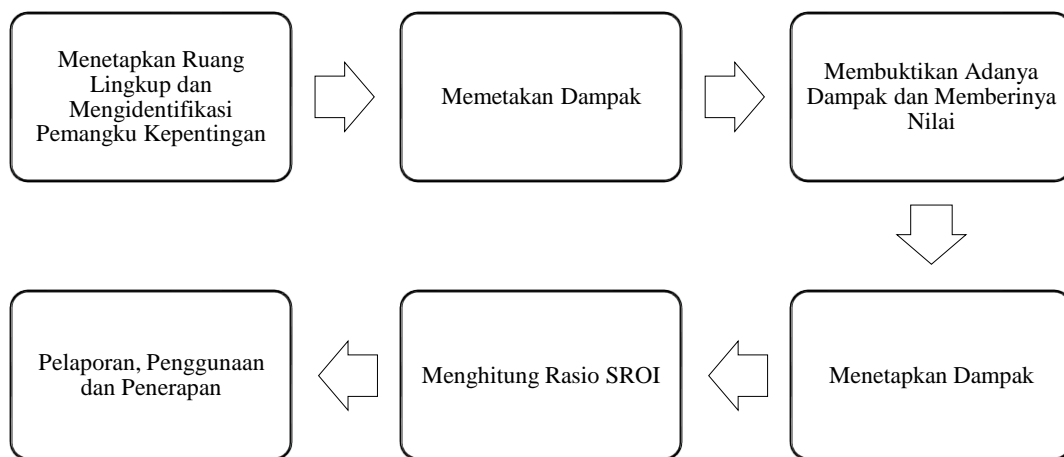 Menetapkan Ruang
Lingkup dan
Mengidentifikasi
Pemangku Kepentingan
Memetakan Dampak
Membuktikan Adanya
Dampak dan Memberinya
Nilai
Menetapkan Dampak
Menghitung Rasio SROI
Pelaporan, Penggunaan
dan Penerapan